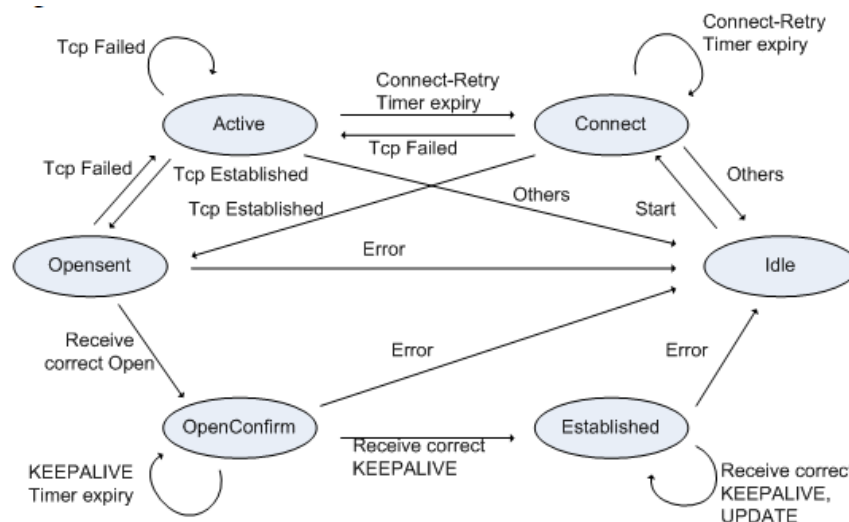 Tcp Failed
Connect-Retry
Timer expiry
Connect-Retry
Timer expiry
Active
Connect
Tcp Failed
Tcp Failed
Tcp Established
Others
Others
Tcp Established
Start
Opensent
Error
Idle
Receive
correct Open
Error
Error
OpenConfirm
Established
Receive correct
KEEPALIVE
KEEPALIVE
Timer expiry
Receive correct
KEEPALIVE,
UPDATE